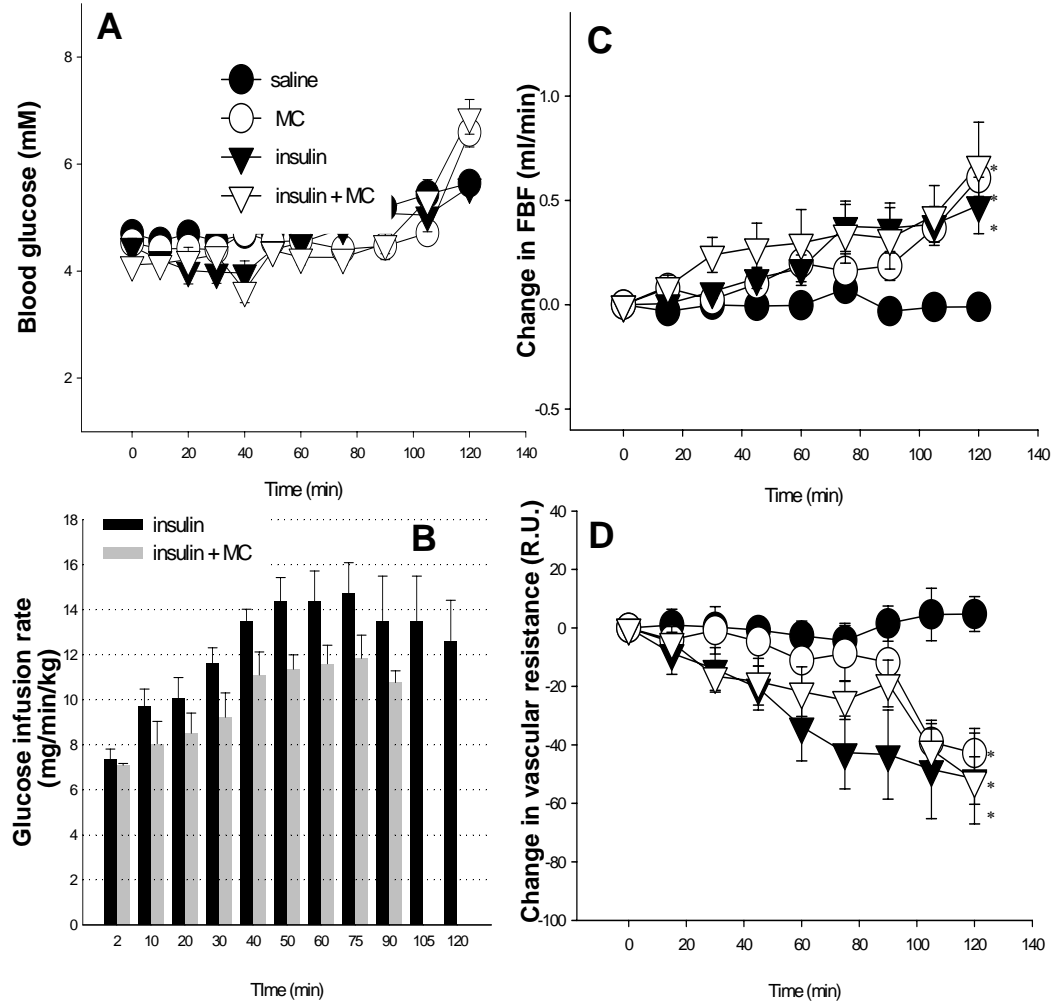 A
Blood glucose (mM)
8
6
4
2
saline
MC
insulin
insulin + MC
0 20 40 60 80 100 120 140
Time (min)
C
Change in FBF (ml/min)
1.0
0.5
0.0
-0.5
*
*
*
0 20 40 60 80 100 120 140
Time (min)
B
Glucose infusion rate
(mg/min/kg)
18
16
14
12
10
8
6
4
2
0
insulin
insulin + MC
2 10 20 30 40 50 60 75 90 105 120
TIme (min)
D
Change in vascular resistance (R.U.)
40
20
0
-20
-40
-60
-80
-100
*
*
*
0 20 40 60 80 100 120 140
Time (min)